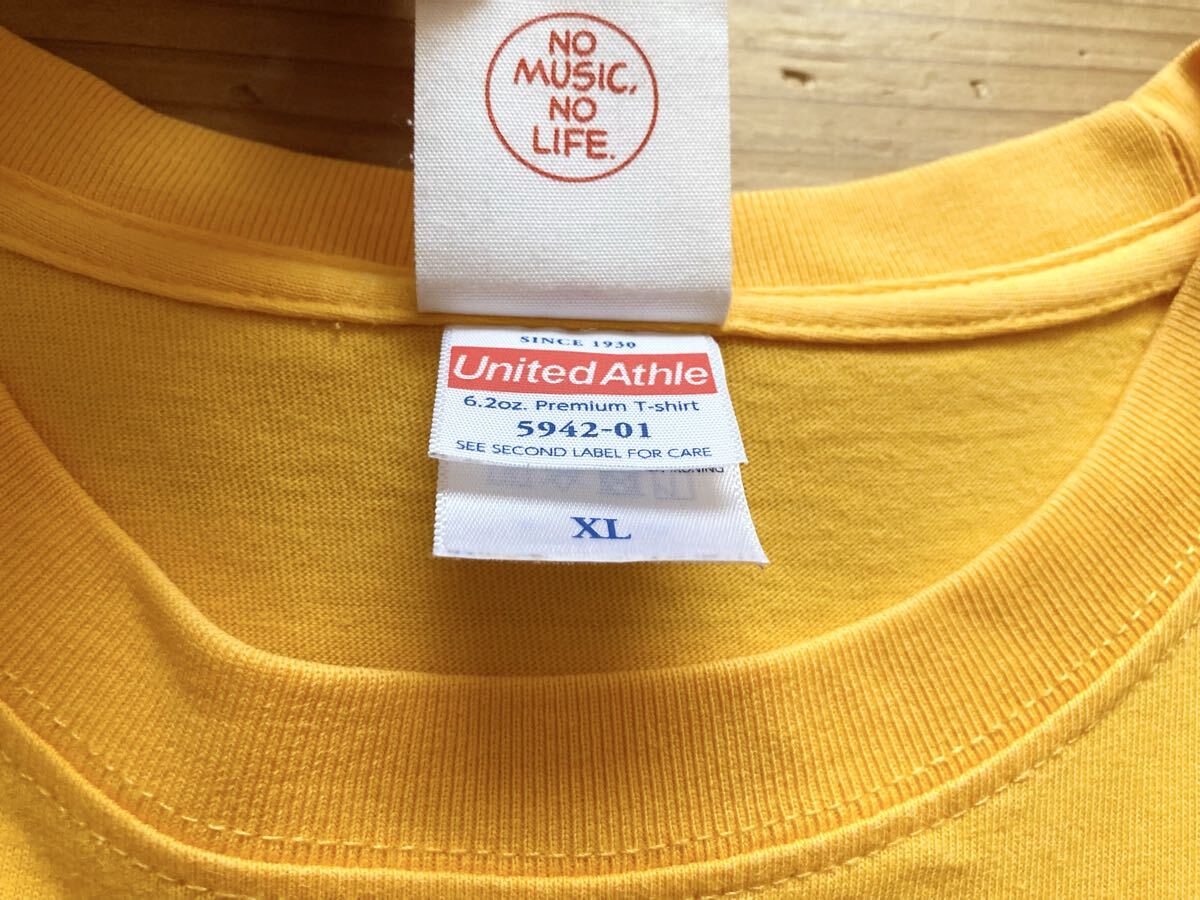 NO
MUSIC,
NO
LIFE.
SINCE 1930
United Athle
6.2oz. Premium T-shirt
5942-01
SEE SECOND LABEL FOR CARE
IRONING
XL